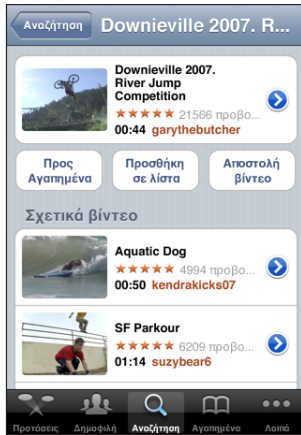 Αναζήτηση
Downieville 2007. R...
Downieville 2007.
River Jump
Competition
21566 προβο...
00:44 garythebutcher
Προς
Αγαπημένα
Προσθήκη
σε λίστα
Αποστολή
βίντεο
Σχετικά βίντεο
Aquatic Dog
4994 προβο...
00:50 kendrakicks07
SF Parkour
6209 προβο...
01:14 suzybear6
Προτάσεις Δημοφιλή Αναζήτηση Αγαπημένα Λοιπά